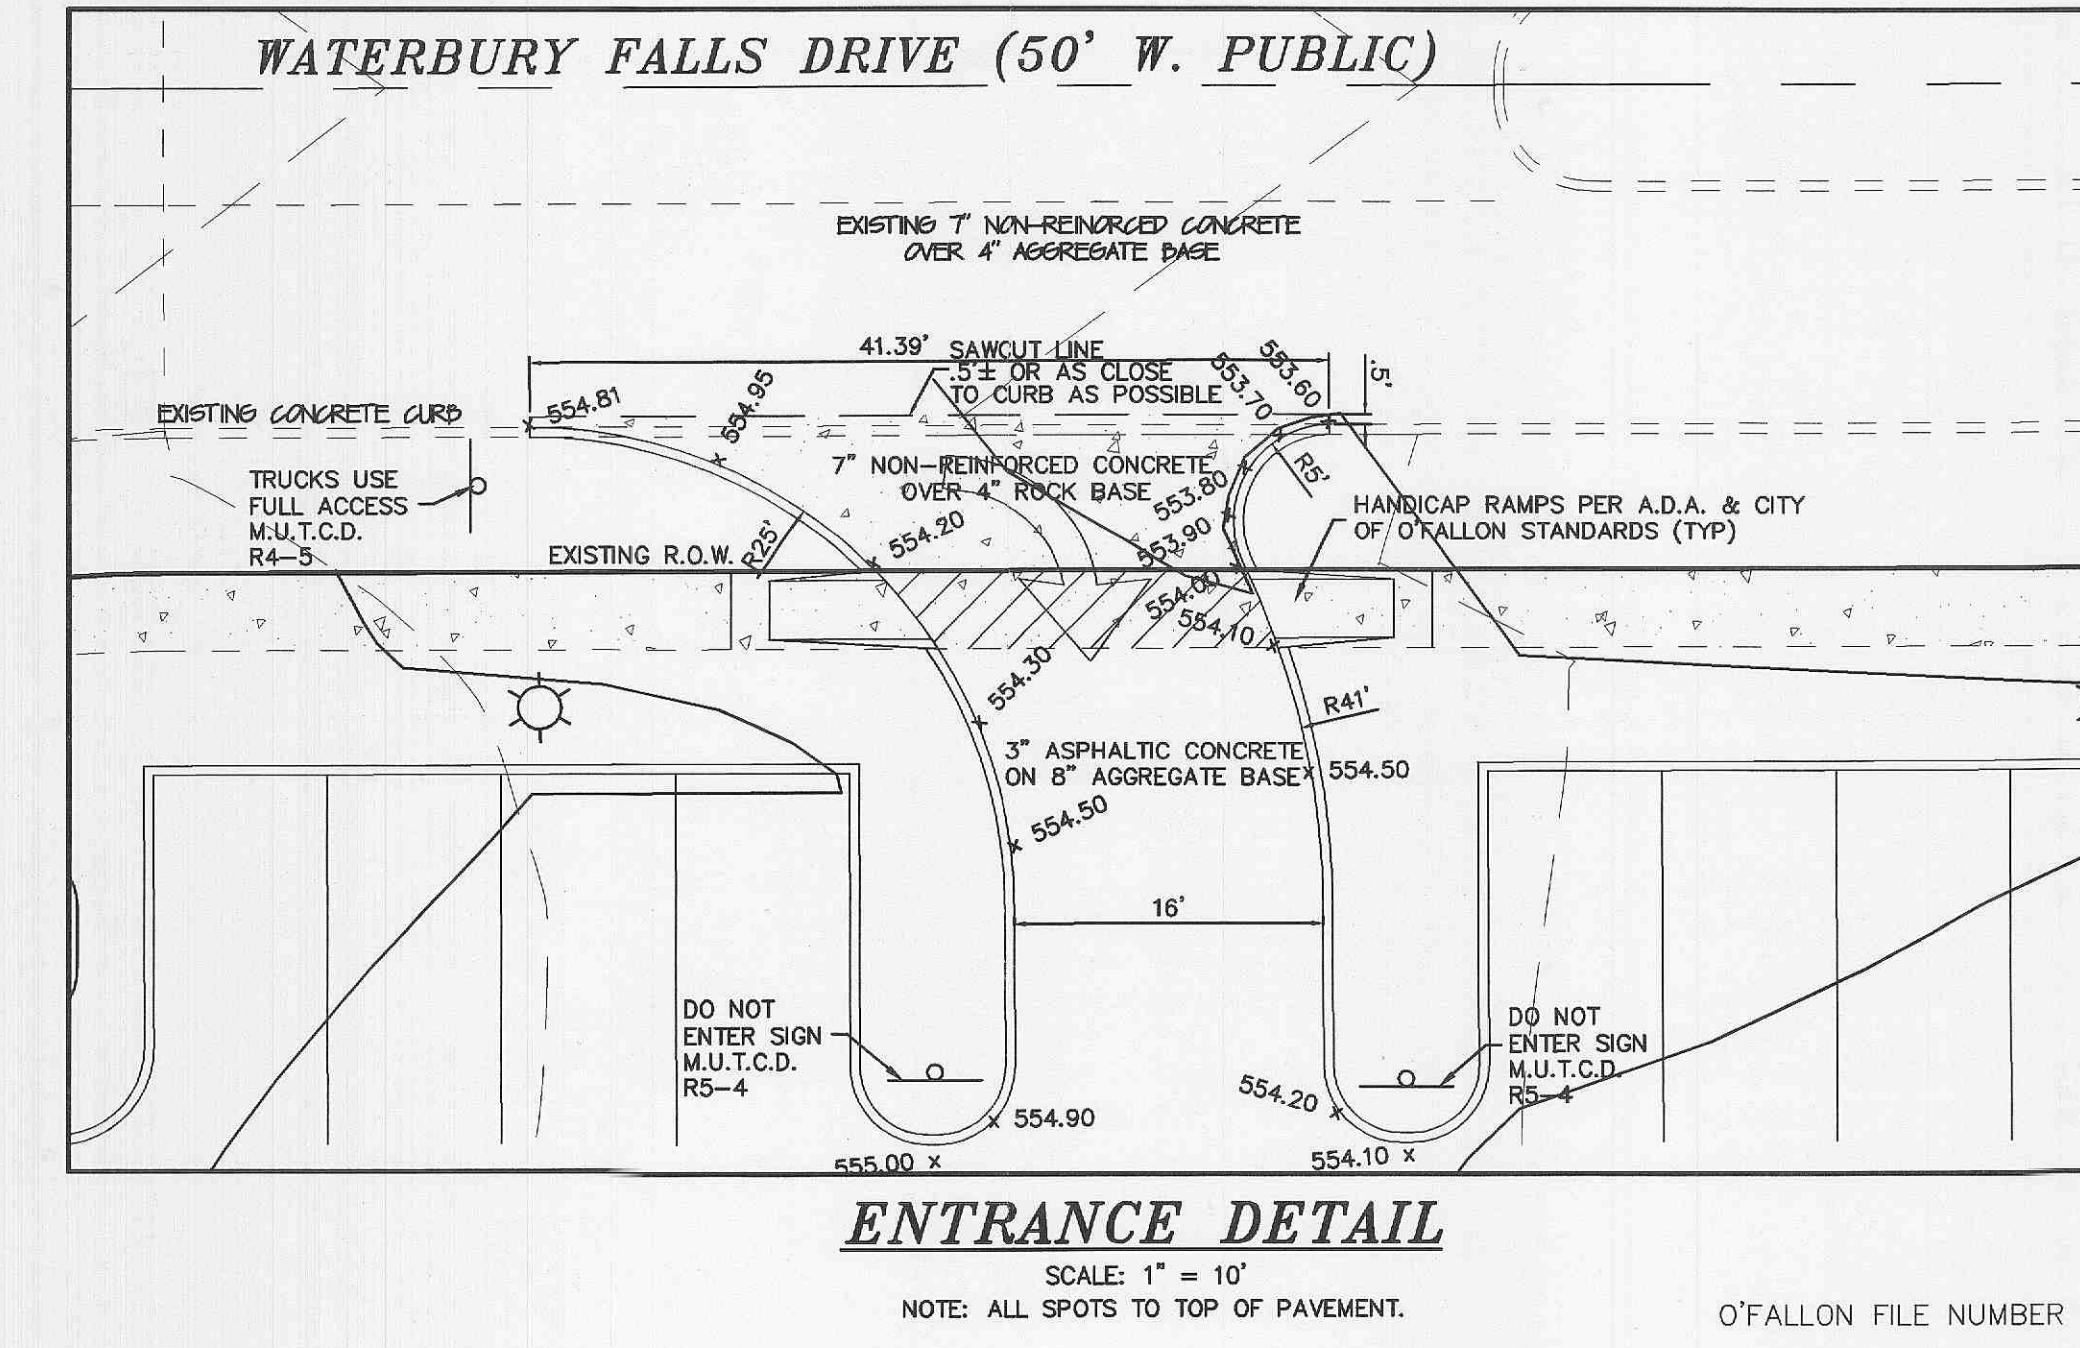 WATERBURY FALLS DRIVE (50' W. PUBLIC)
EXISTING 7" NON-REINORCED CONCRETE
OVER 4" AGGREGATE BASE
41.39'
SAWCUT LINE
.5'± OR AS CLOSE
TO CURB AS POSSIBLE
553.60
553.70
.5'
554.81
554.95
EXISTING CONCRETE CURB
TRUCKS USE
FULL ACCESS
M.U.T.C.D.
R4-5
7" NON-REINFORCED CONCRETE
OVER 4" ROCK BASE
R5'
553.80
HANDICAP RAMPS PER A.D.A. & CITY
OF O'FALLON STANDARDS (TYP)
EXISTING R.O.W.
R25'
554.20
553.90
554.00
554.10
554.30
R41'
3" ASPHALTIC CONCRETE
ON 8" AGGREGATE BASE
554.50
554.50
16'
DO NOT
ENTER SIGN
M.U.T.C.D.
R5-4
DO NOT
ENTER SIGN
M.U.T.C.D.
R5-4
554.90
554.20
555.00
554.10
ENTRANCE DETAIL
SCALE: 1" = 10'
NOTE: ALL SPOTS TO TOP OF PAVEMENT.
O'FALLON FILE NUMBER